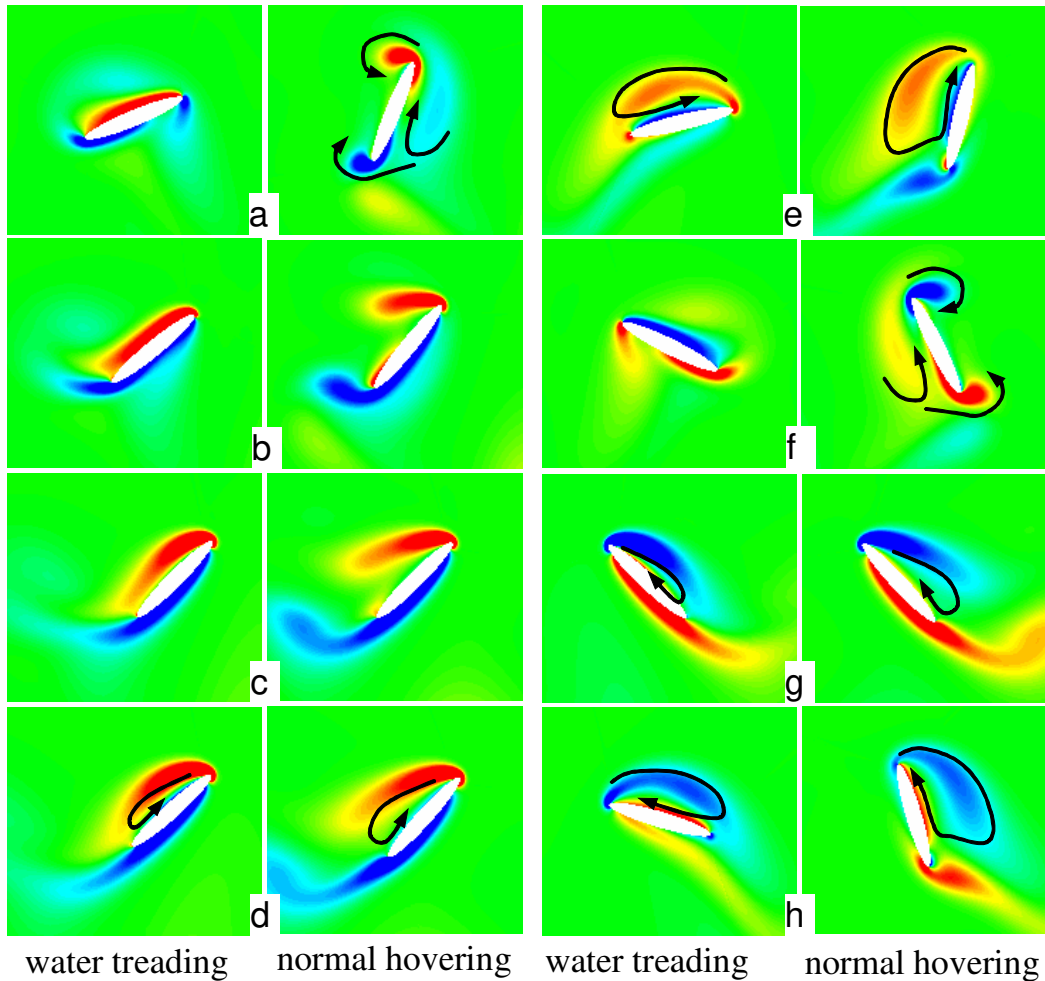 a
e
b
f
c
g
d
h
water treading normal hovering water treading normal hovering